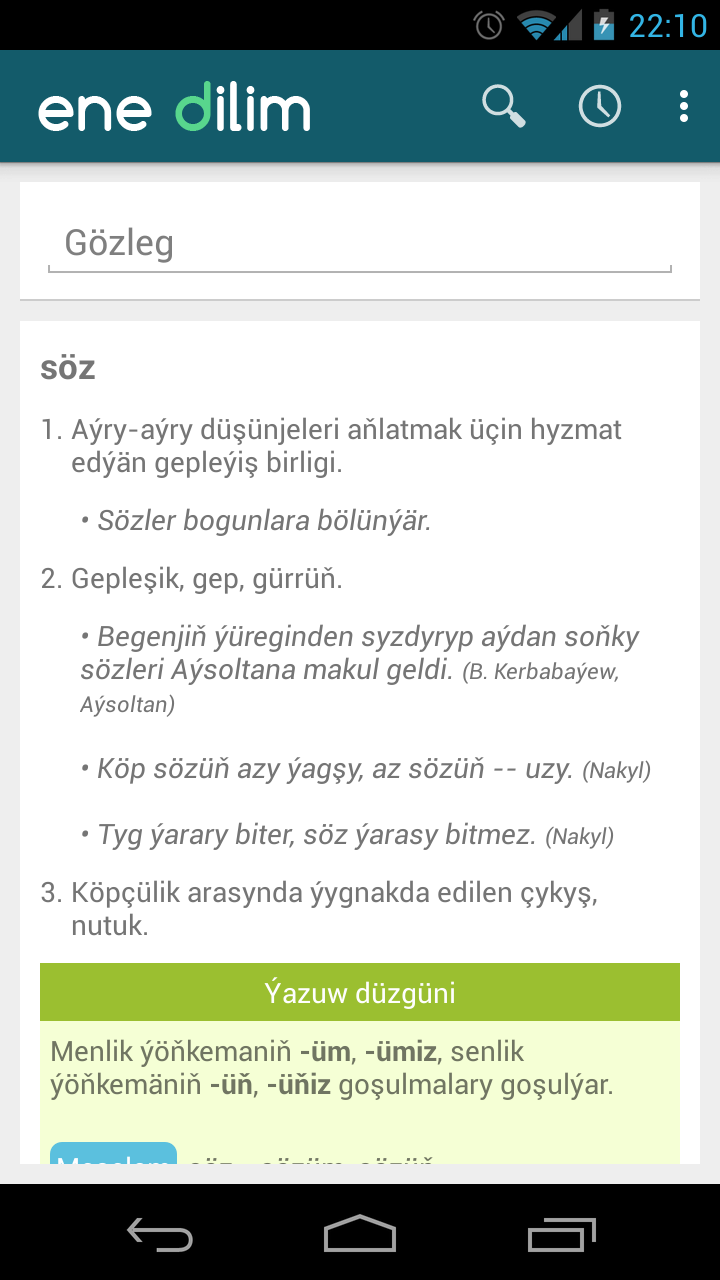 22:10
ene dilim
Gözleg
söz
1. Aýry-aýry düşünjeleri aňlatmak üçin hyzmat
edýän gepleýiş birligi.
• Sözler bogunlara bölünýär.
2. Gepleşik, gep, gürrüň.
• Begenjiň ýüreginden syzdyryp aýdan soňky
sözleri Aýsoltana makul geldi. (B. Kerbabaýew,
Aýsoltan)
• Köp sözüň azy ýagşy, az sözüň -- uzy. (Nakyl)
• Tyg ýarary biter, söz ýarasy bitmez. (Nakyl)
3. Köpçülik arasynda ýygnakda edilen çykyş,
nutuk.
Ýazuw düzgüni
Menlik ýöňkemaniň -üm, -ümiz, senlik
ýöňkemäniň -üň, -üňiz goşulmalary goşulýar.